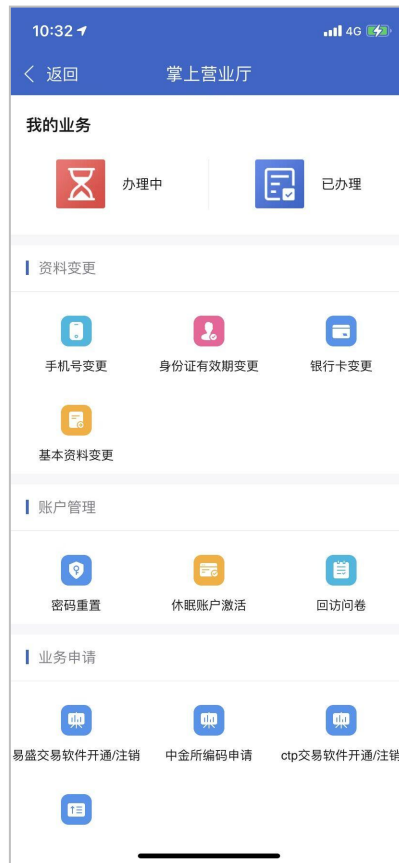 10:32 4G
返回 掌上营业厅
我的业务
办理中 已办理
资料变更
手机号变更 身份证有效期变更 银行卡变更
基本资料变更
账户管理
密码重置 休眠账户激活 回访问卷
业务申请
易盛交易软件开通/注销 中金所编码申请 ctp交易软件开通/注销